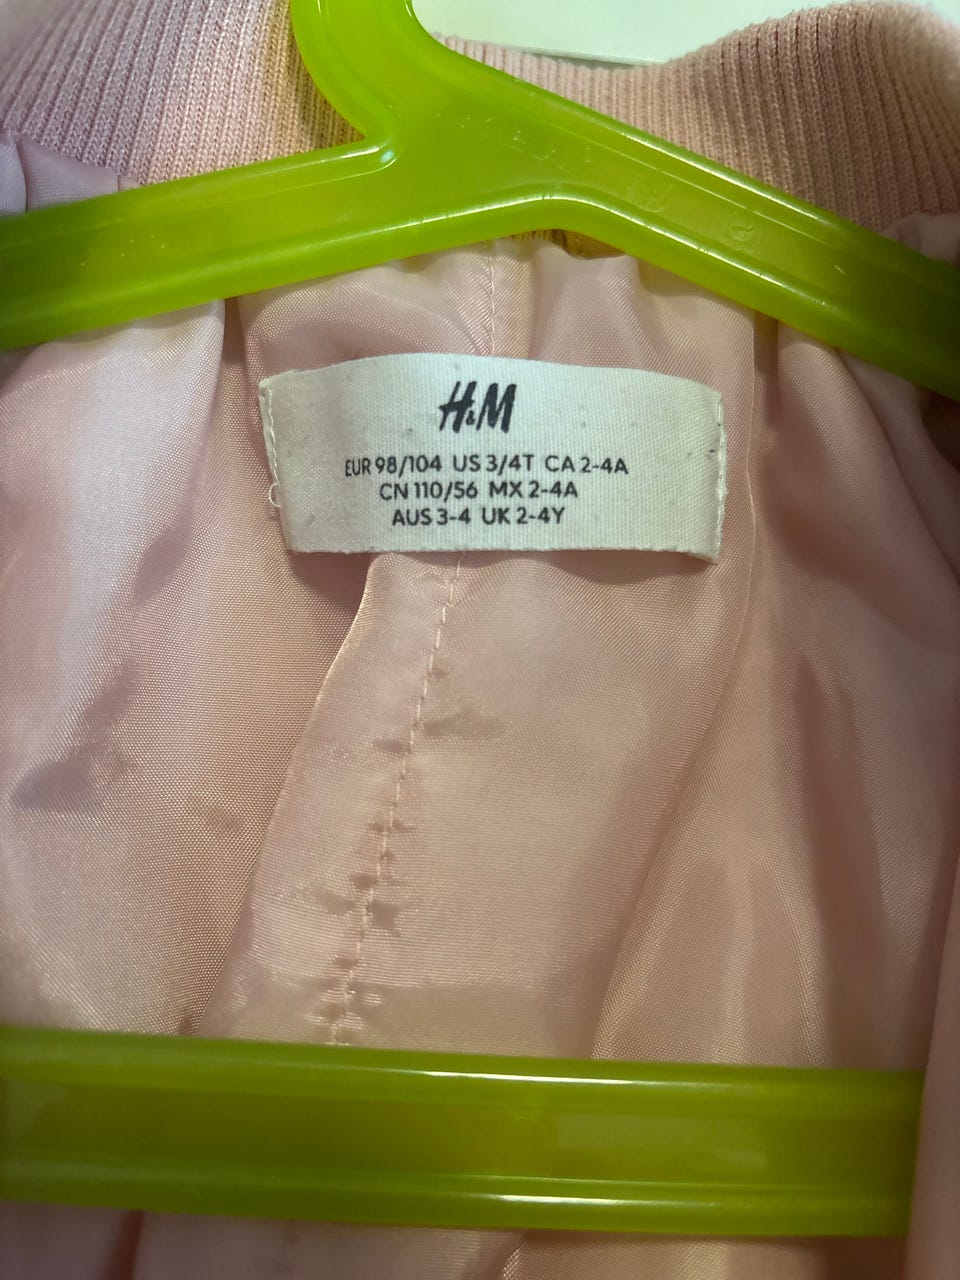 H&M
EUR 98/104 US 3/4T CA 2-4A
CN 110/56 MX 2-4A
AUS 3-4 UK 2-4Y